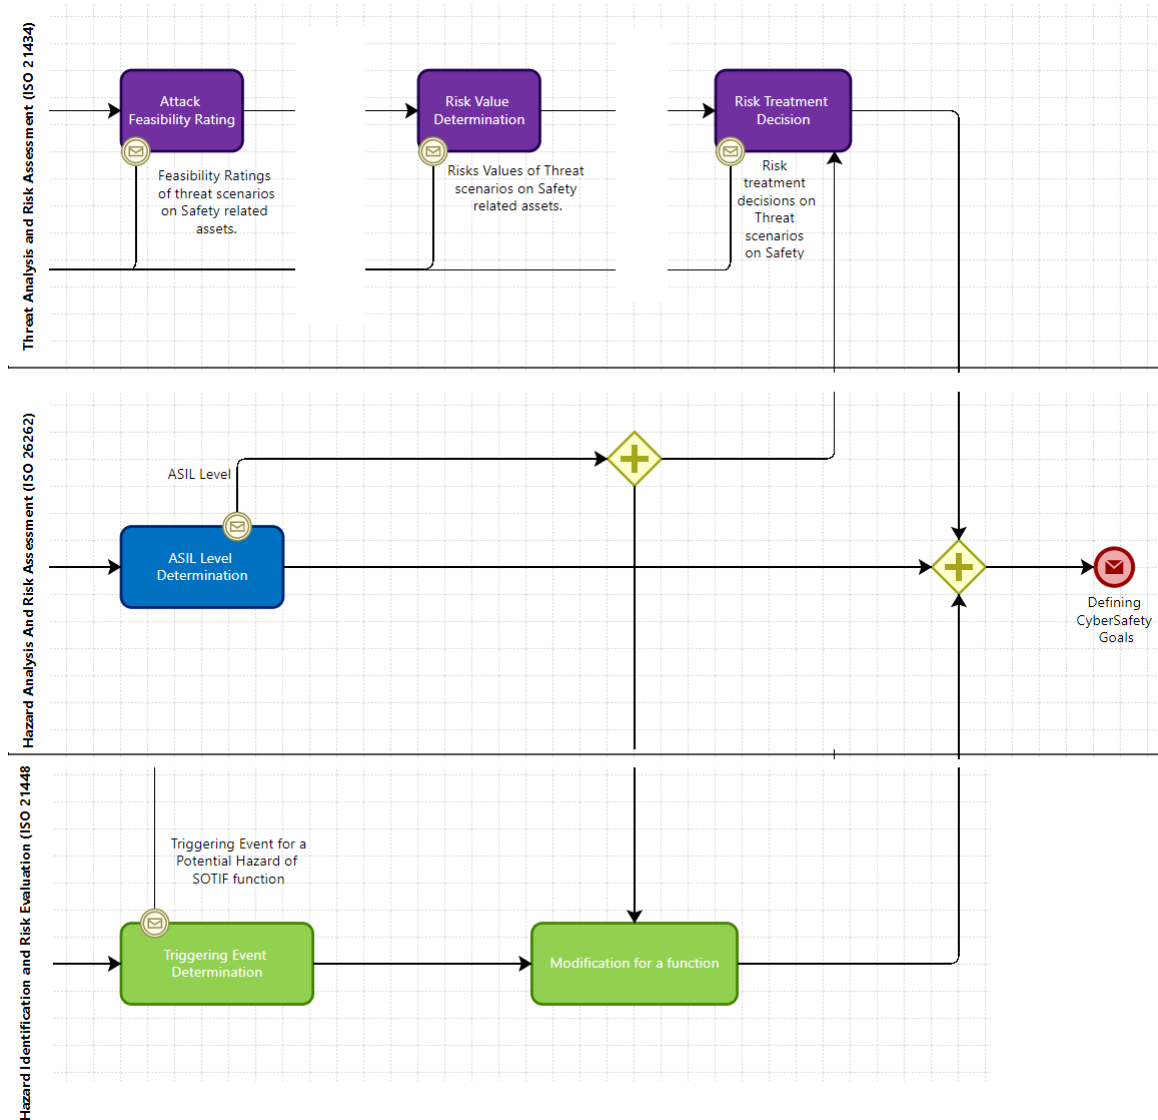 Threat Analysis and Risk Assessment (ISO 21434)
Attack
Feasibility Rating
Risk Value
Determination
Risk Treatment
Decision
Feasibility Ratings
of threat scenarios
on Safety related
assets.
Risks Values of Threat
scenarios on Safety
related assets.
Risk
treatment
decisions on
Threat
scenarios
on Safety
Hazard Analysis And Risk Assessment (ISO 26262)
ASIL Level
ASIL Level
Determination
Defining
CyberSafety
Goals
Hazard Identification and Risk Evaluation (ISO 21448
Triggering Event for a
Potential Hazard of
SOTIF function
Triggering Event
Determination
Modification for a function